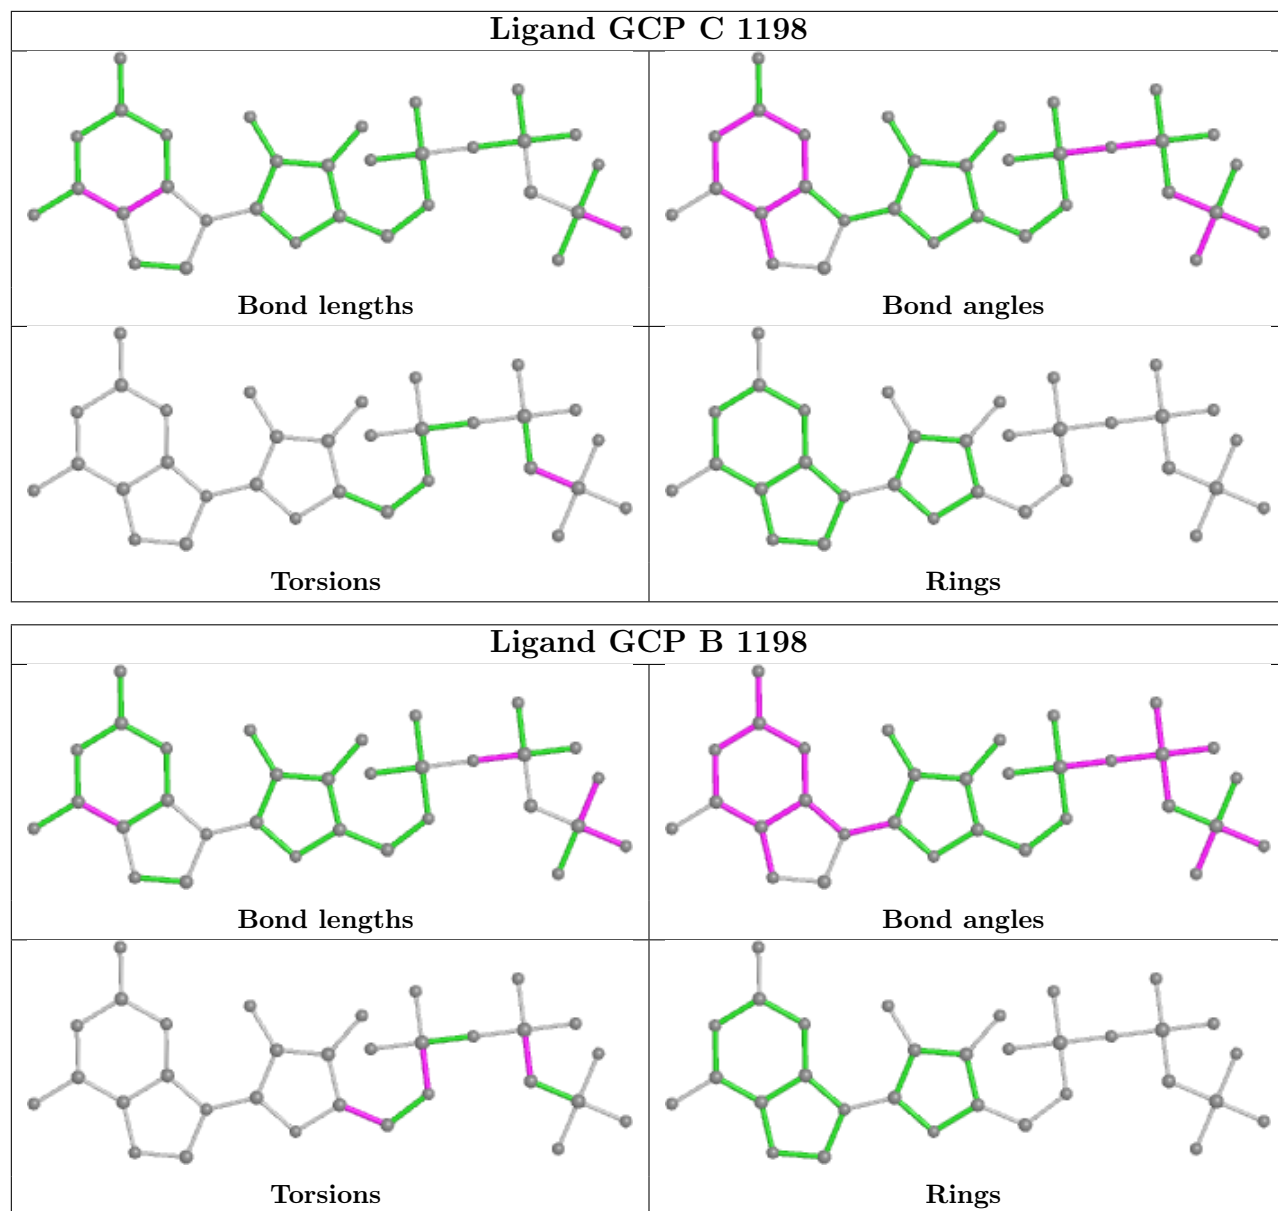 Ligand GCP C 1198
Bond lengths
Bond angles
Torsions
Rings
Ligand GCP B 1198
Bond lengths
Bond angles
Torsions
Rings